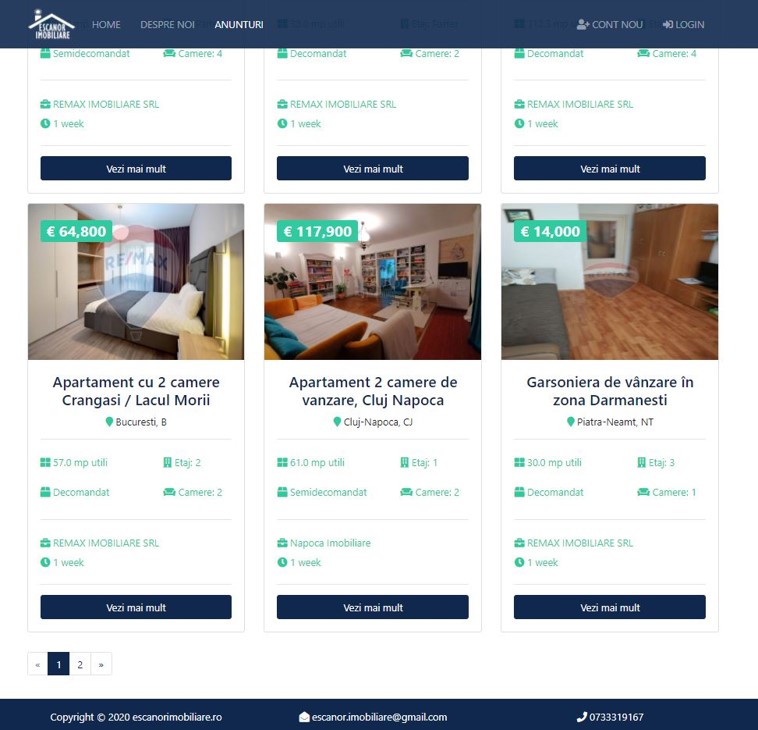 ESCANOR
IMOBILIARE
HOME
DESPRE NOI
ANUNTURI
CONT NOU
LOGIN
Semidecomandat
Camere: 4
Decomandat
Camere: 2
Decomandat
Camere: 4
REMAX IMOBILIARE SRL
REMAX IMOBILIARE SRL
REMAX IMOBILIARE SRL
1 week
1 week
1 week
Vezi mai mult
Vezi mai mult
Vezi mai mult
€ 64,800
€ 117,900
€ 14,000
RE/MAX
Apartament cu 2 camere
Crangasi / Lacul Morii
Bucuresti, B
57.0 mp utili
Etaj: 2
Decomandat
Camere: 2
REMAX IMOBILIARE SRL
1 week
Vezi mai mult
Apartament 2 camere de
vanzare, Cluj Napoca
Cluj-Napoca, CJ
61.0 mp utili
Etaj: 1
Semidecomandat
Camere: 2
Napoca Imobiliare
1 week
Vezi mai mult
Garsoniera de vânzare în
zona Darmanesti
Piatra-Neamt, NT
30.0 mp utili
Etaj: 3
Decomandat
Camere: 1
REMAX IMOBILIARE SRL
1 week
Vezi mai mult
« 1 2 »
Copyright © 2020 escanorimobiliare.ro
escanor.imobiliare@gmail.com
0733319167